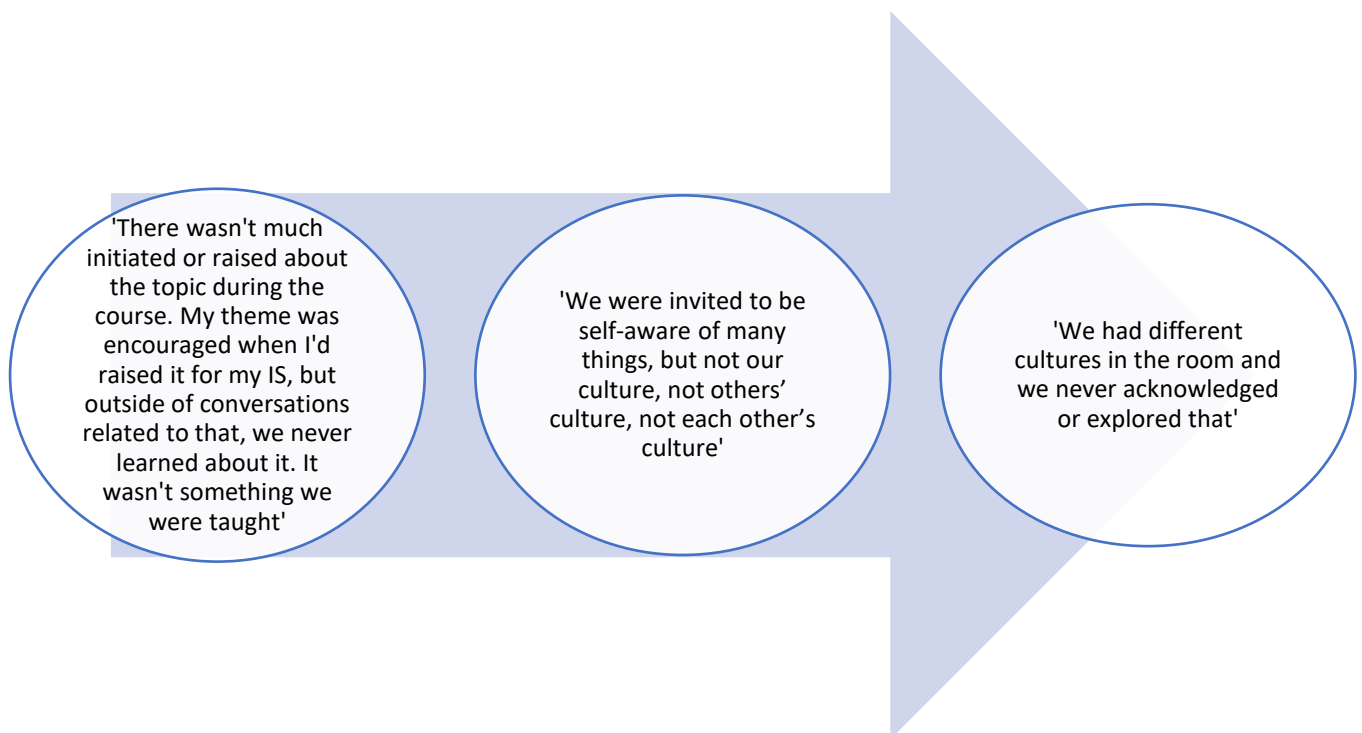 'There wasn't much
initiated or raised about
the topic during the
course. My theme was
encouraged when I'd
raised it for my IS, but
outside of conversations
related to that, we never
learned about it. It
wasn't something we
were taught'
'We were invited to be
self-aware of many
things, but not our
culture, not others’
culture, not each other’s
culture'
'We had different
cultures in the room and
we never acknowledged
or explored that'